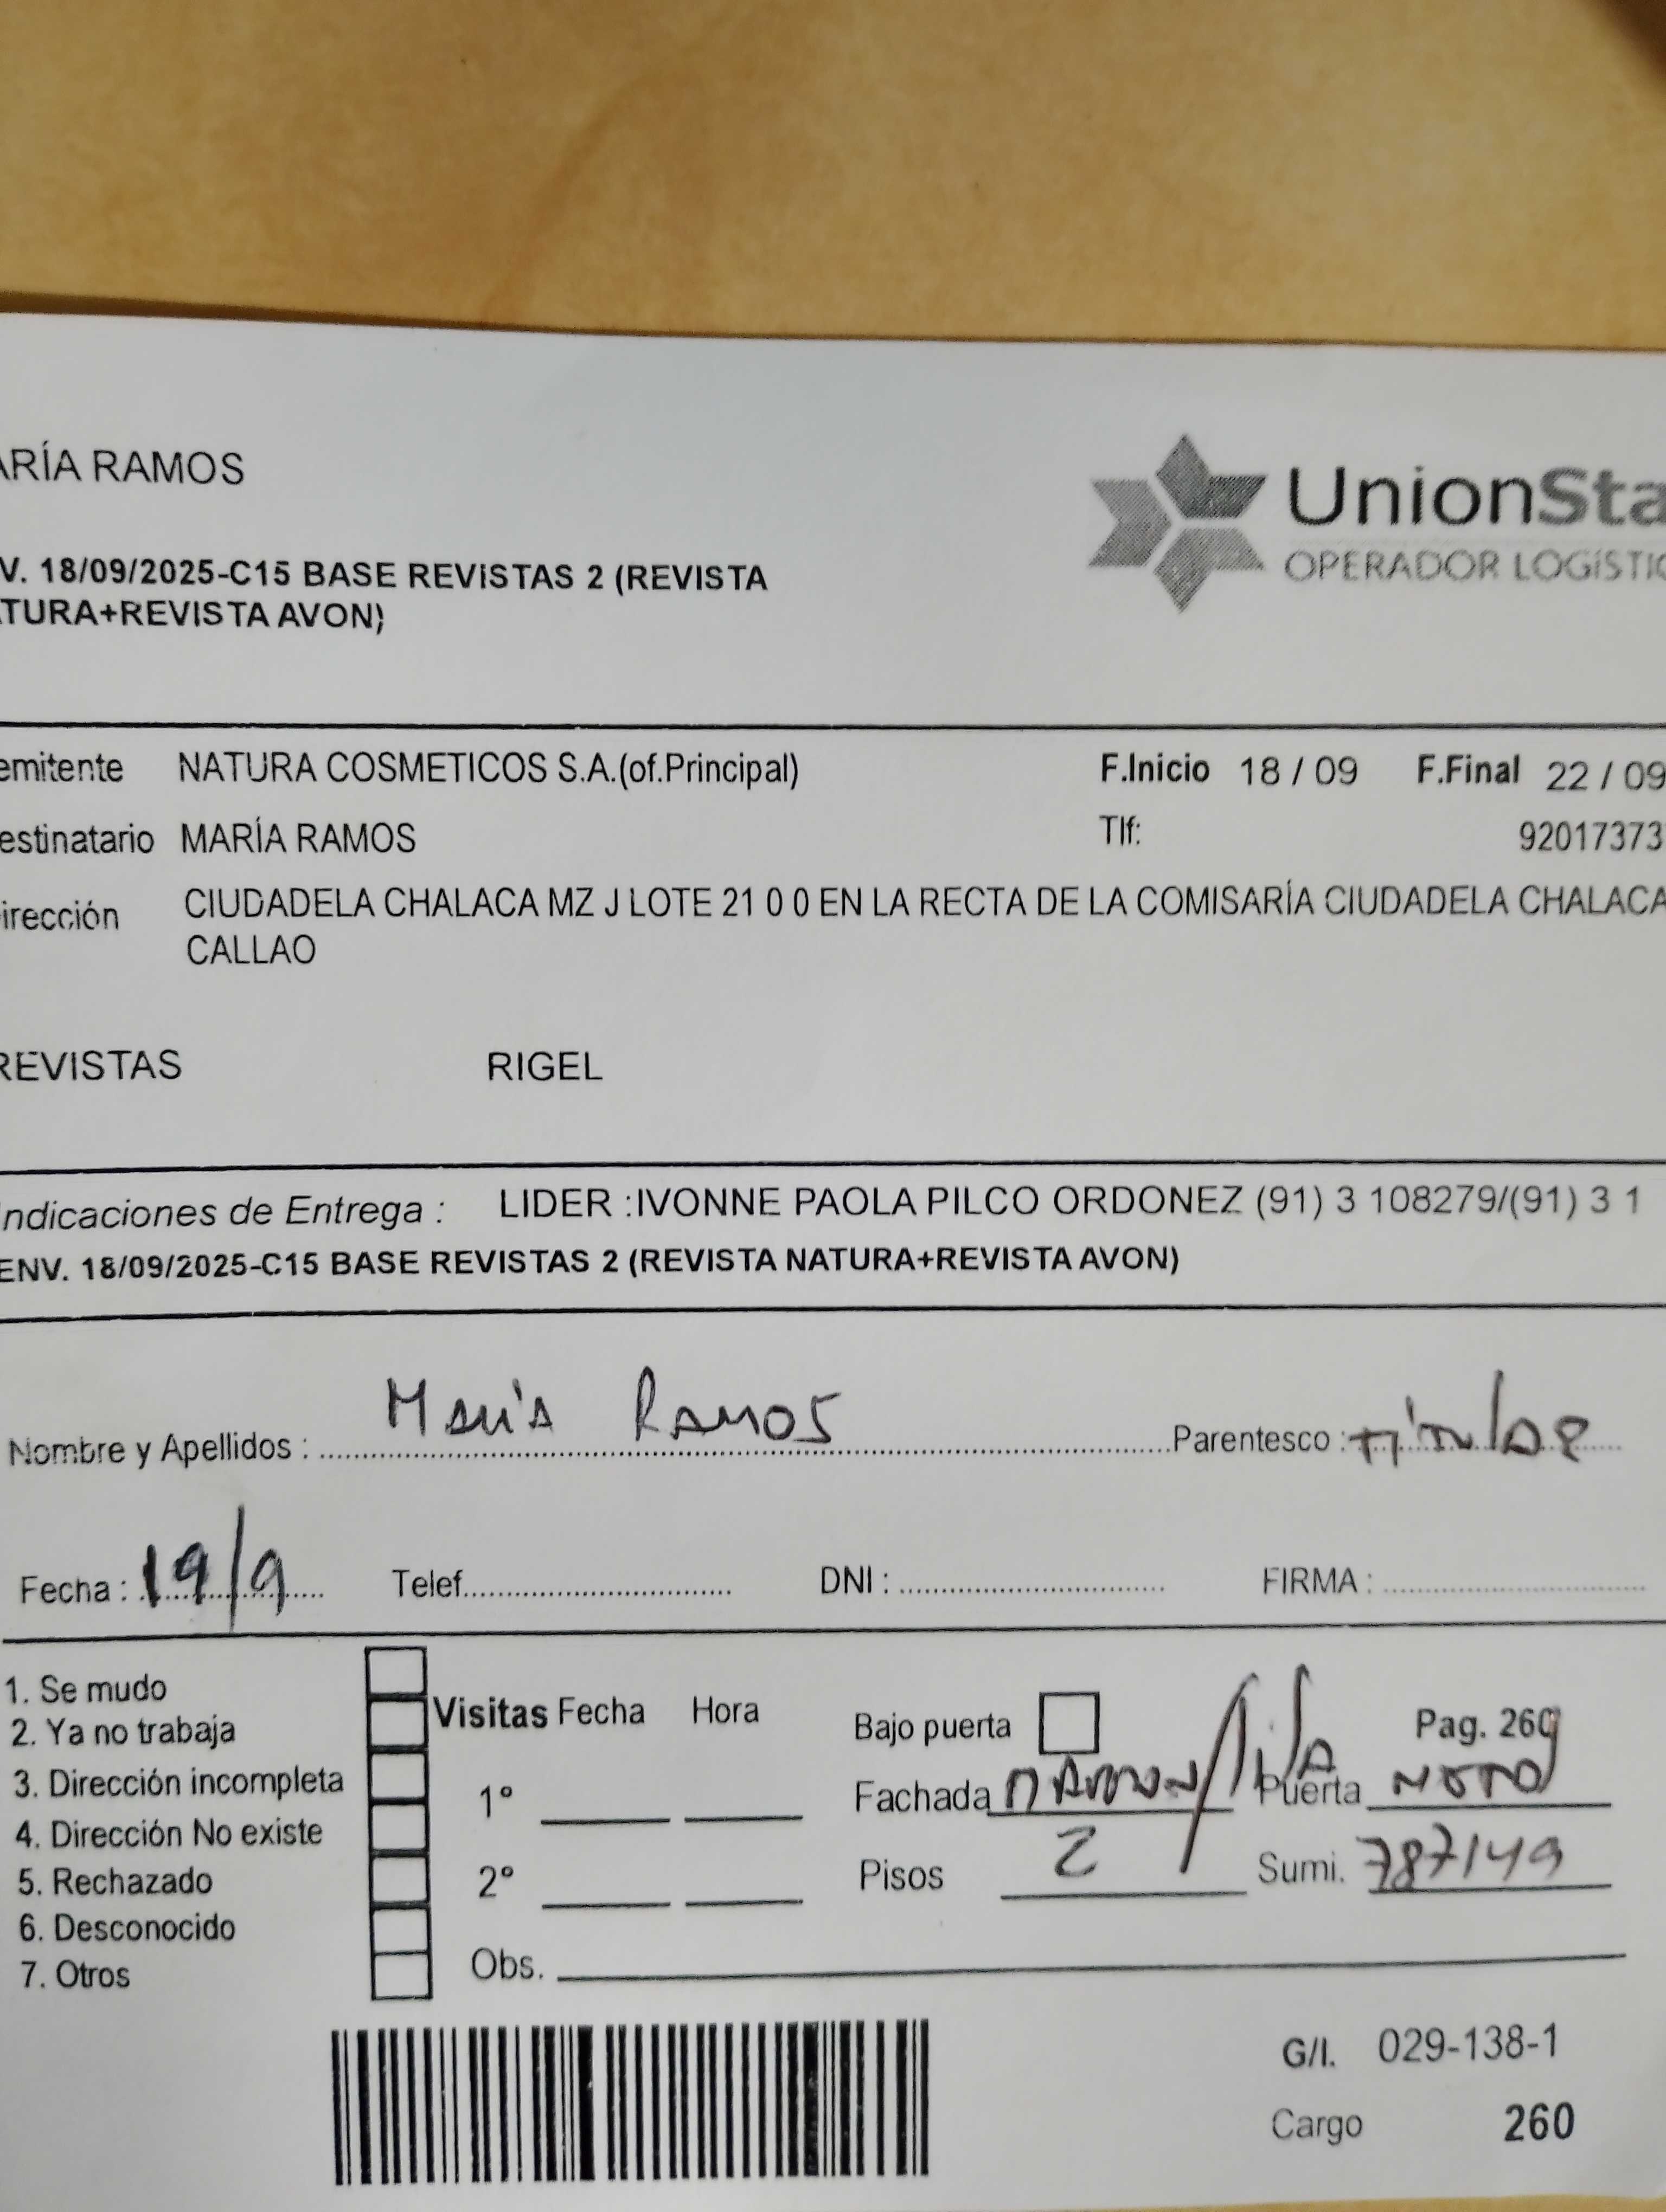 ARÍA RAMOS
UnionSta
OPERADOR LOGÍSTIC
V. 18/09/2025-C15 BASE REVISTAS 2 (REVISTA
TURA+REVISTA AVON)
emitente NATURA COSMETICOS S.A.(of.Principal) F.Inicio 18 / 09 F.Final 22 / 09
estinatario MARÍA RAMOS Tlf: 92017373
irección CIUDADELA CHALACA MZ J LOTE 21 0 0 EN LA RECTA DE LA COMISARÍA CIUDADELA CHALACA
CALLAO
REVISTAS RIGEL
Indicaciones de Entrega : LIDER :IVONNE PAOLA PILCO ORDONEZ (91) 3 108279/(91) 3 1
ENV. 18/09/2025-C15 BASE REVISTAS 2 (REVISTA NATURA+REVISTA AVON)
Nombre y Apellidos : María Ramos Parentesco : titular
Fecha : 19/9 Telef. DNI : FIRMA :
1. Se mudo
2. Ya no trabaja
3. Dirección incompleta
4. Dirección No existe
5. Rechazado
6. Desconocido
7. Otros
Visitas Fecha Hora
1°
2°
Obs.
Bajo puerta Pag. 260
Fachada Puerta
Pisos 2 Sumi. 787149
G/I. 029-138-1
Cargo 260